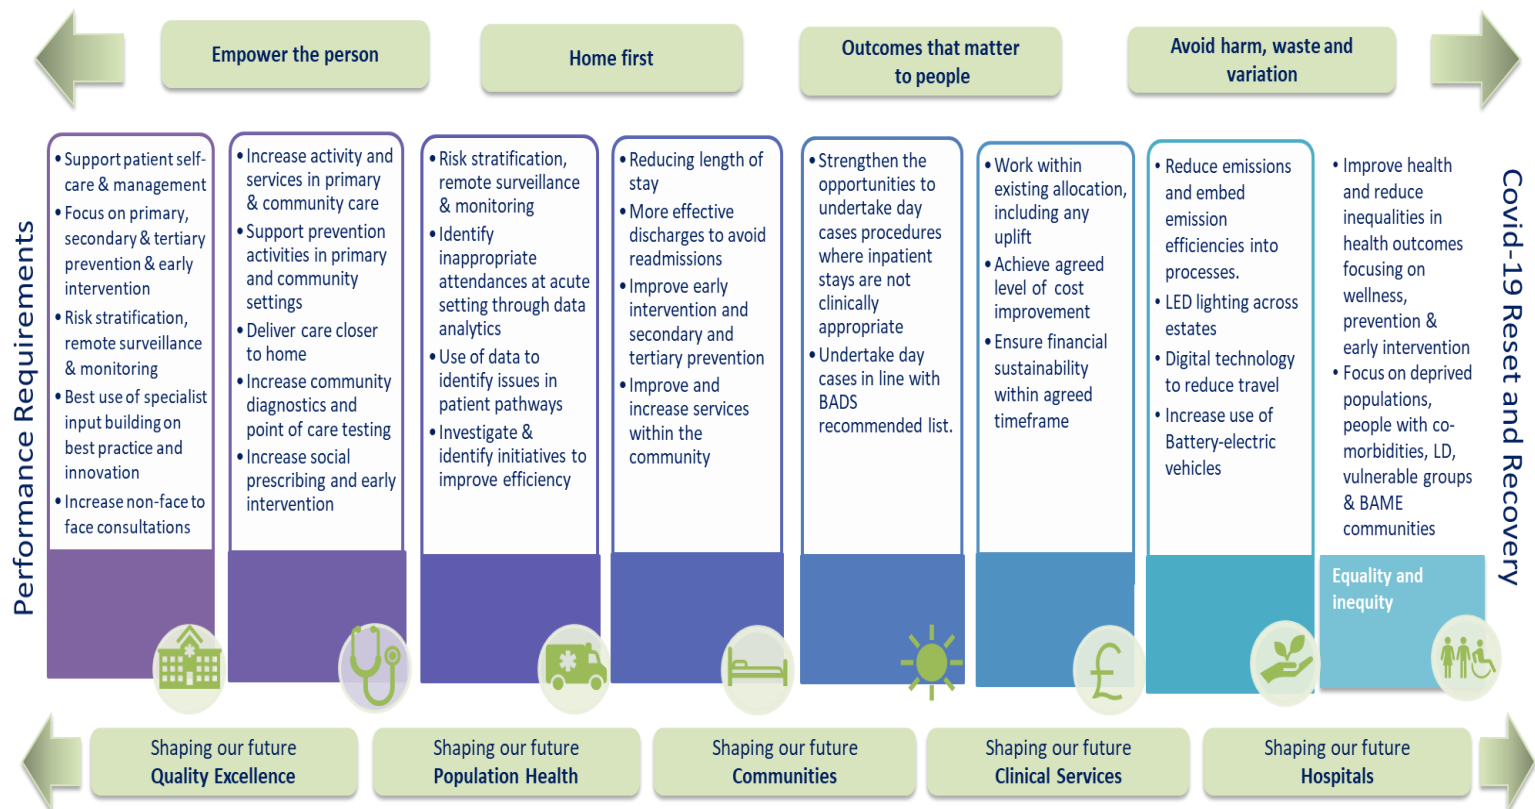 Empower the person
Home first
Outcomes that matter
to people
Avoid harm, waste and
variation
Performance Requirements
• Support patient self-
care & management
• Focus on primary,
secondary & tertiary
prevention & early
intervention
• Risk stratification,
remote surveillance
& monitoring
• Best use of specialist
input building on
best practice and
innovation
• Increase non-face to
face consultations
• Increase activity and
services in primary
& community care
• Support prevention
activities in primary
and community
settings
• Deliver care closer
to home
• Increase community
diagnostics and
point of care testing
• Increase social
prescribing and early
intervention
• Risk stratification,
remote surveillance
& monitoring
• Identify
inappropriate
attendances at acute
setting through data
analytics
• Use of data to
identify issues in
patient pathways
• Investigate &
identify initiatives to
improve efficiency
• Reducing length of
stay
• More effective
discharges to avoid
readmissions
• Improve early
intervention and
secondary and
tertiary prevention
• Improve and
increase services
within the
community
• Strengthen the
opportunities to
undertake day
cases procedures
where inpatient
stays are not
clinically
appropriate
• Undertake day
cases in line with
BADS
recommended list.
• Work within
existing allocation,
including any
uplift
• Achieve agreed
level of cost
improvement
• Ensure financial
sustainability
within agreed
timeframe
• Reduce emissions
and embed
emission
efficiencies into
processes.
• LED lighting across
estates
• Digital technology
to reduce travel
• Increase use of
Battery-electric
vehicles
• Improve health
and reduce
inequalities in
health outcomes
focusing on
wellness,
prevention &
early intervention
• Focus on deprived
populations,
people with co-
morbidities, LD,
vulnerable groups
& BAME
communities
Covid-19 Reset and Recovery
Equality and
inequity
£
Shaping our future
Quality Excellence
Shaping our future
Population Health
Shaping our future
Communities
Shaping our future
Clinical Services
Shaping our future
Hospitals